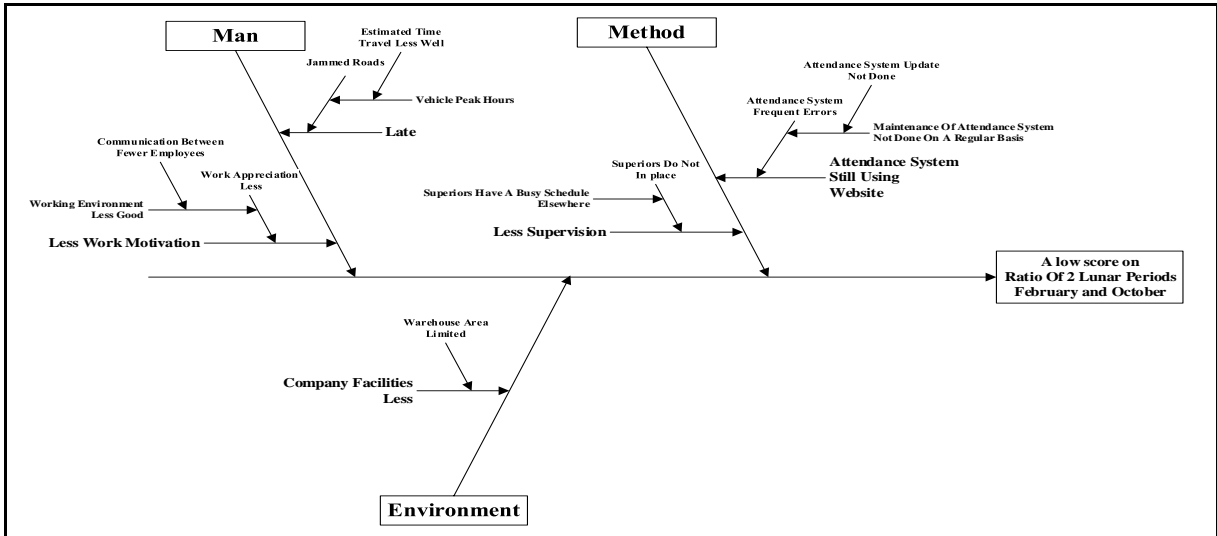 Man
Estimated Time
Travel Less Well
Jammed Roads
Vehicle Peak Hours
Late
Communication Between
Fewer Employees
Work Appreciation
Less
Working Environment
Less Good
Less Work Motivation
Method
Attendance System Update
Not Done
Attendance System
Frequent Errors
Maintenance Of Attendance System
Not Done On A Regular Basis
Attendance System
Still Using
Website
Superiors Do Not
In place
Superiors Have A Busy Schedule
Elsewhere
Less Supervision
A low score on
Ratio Of 2 Lunar Periods
February and October
Warehouse Area
Limited
Company Facilities
Less
Environment